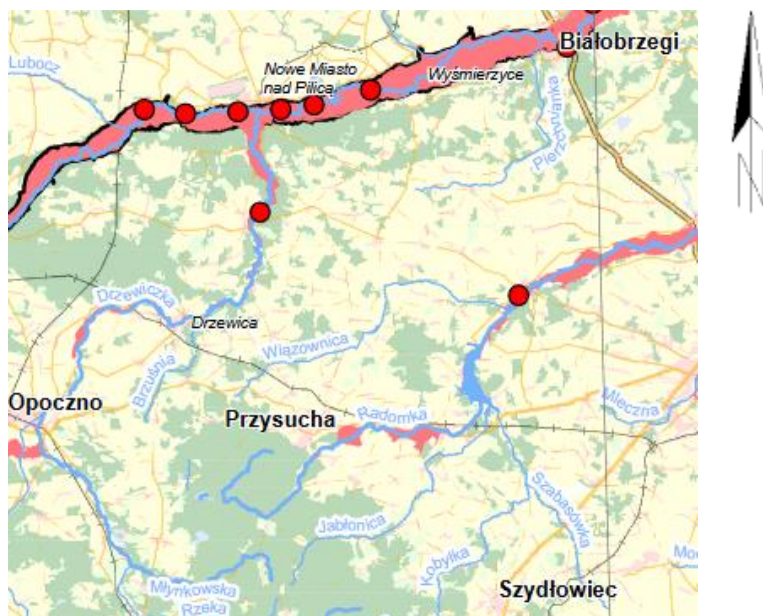 Białobrzegi
Lubocz
Nowe Miasto
nad Pilicą
Wyśmierzyce
Pierzchnianka
Drzewiczka
Drzewica
Wiązownica
Brzuśnia
Opoczno
Przysucha
Radomka
Mleczna
Szabasówka
Jabłonica
Kobyłka
Młynkowska
Rzeka
Szydłowiec
N